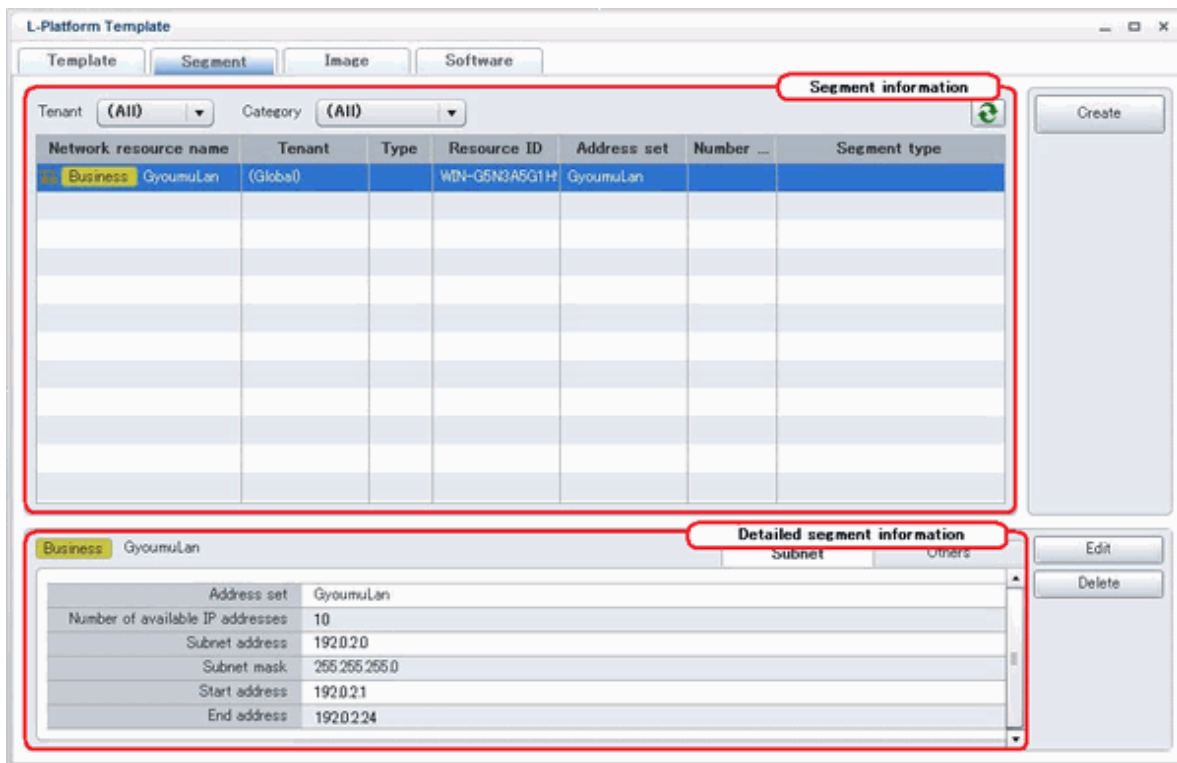 L-Platform Template
Template Segment Image Software
Segment information
Tenant (All) Category (All)
Create
Network resource name Tenant Type Resource ID Address set Number ... Segment type
Business GyoumuLan (Global) WIN-G5N3A5G1H GyoumuLan
Detailed segment information
Business GyoumuLan
Subnet Others
Edit
Delete
Address set GyoumuLan
Number of available IP addresses 10
Subnet address 192.0.2.0
Subnet mask 255.255.255.0
Start address 192.0.2.1
End address 192.0.2.24